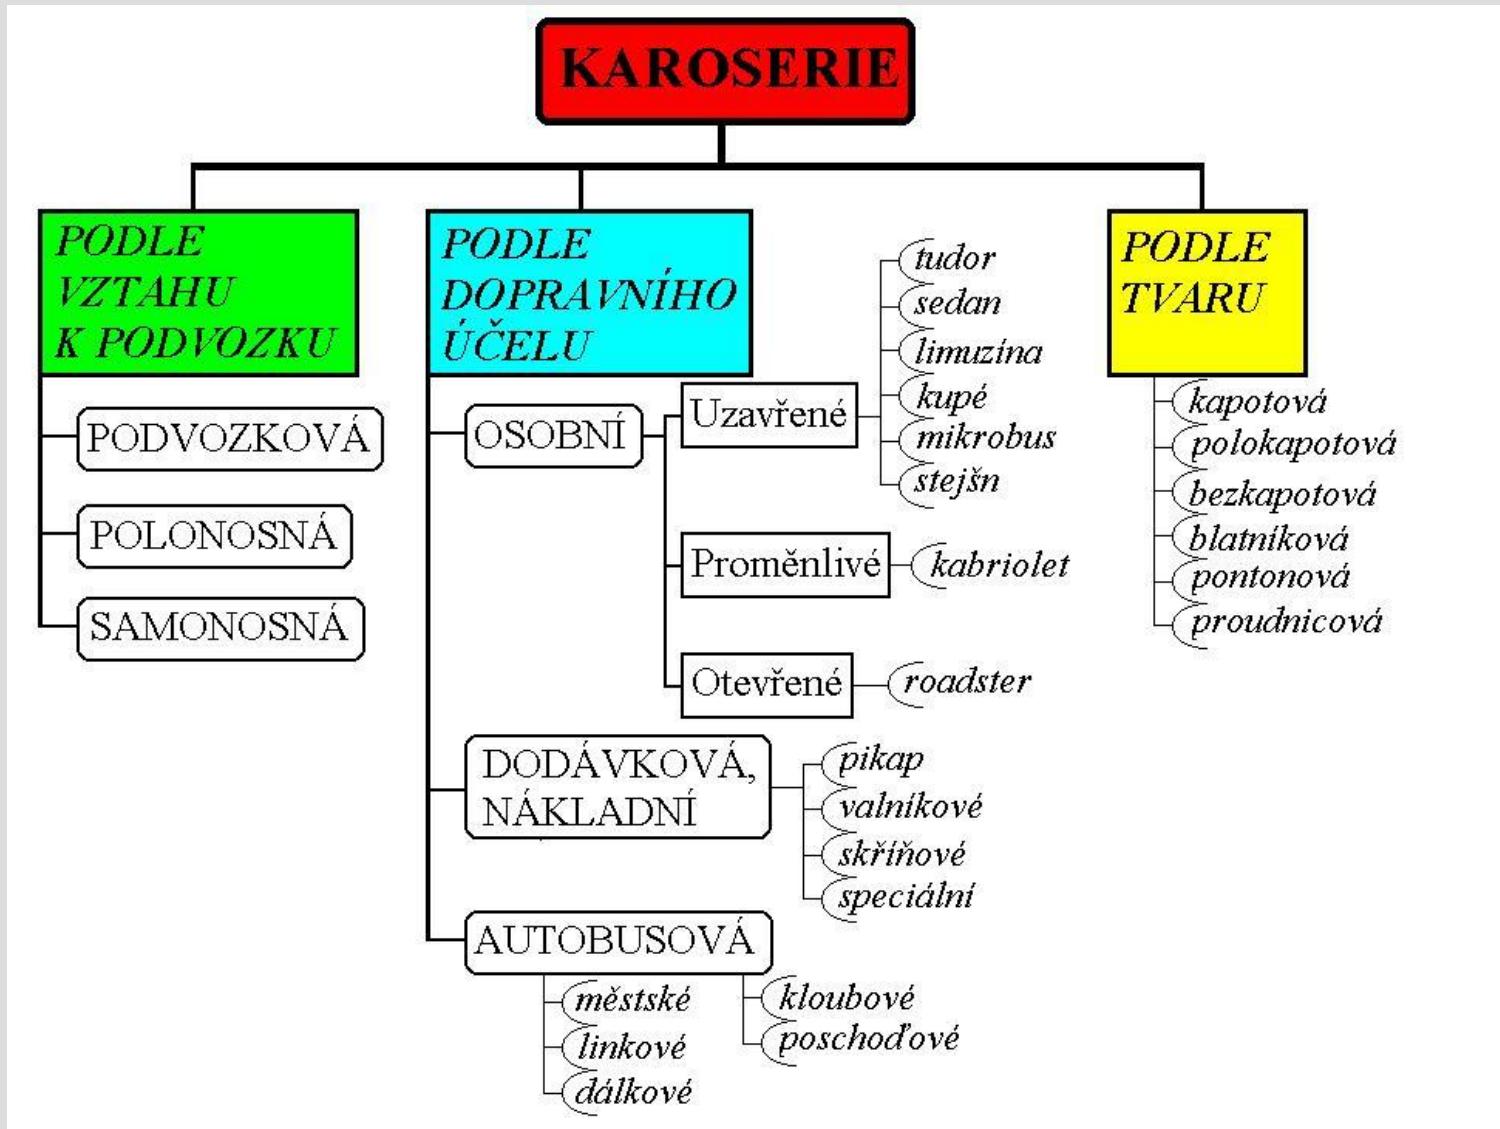 KAROSERIE
PODLE
VZTAHU
K PODVOZKU
PODVOZKOVÁ
POLONOSNÁ
SAMONOSNÁ
PODLE
DOPRAVNÍHO
ÚČELU
OSOBNÍ
Uzavřené
tudor
sedan
limuzína
kupé
mikrobus
stejšn
Proměnlivé
kabriolet
Otevřené
roadster
DODÁVKOVÁ,
NÁKLADNÍ
pikap
valníkové
skříňové
speciální
AUTOBUSOVÁ
městské
linkové
dálkové
kloubové
poschoďové
PODLE
TVARU
kapotová
polokapotová
bezkapotová
blatníková
pontonová
proudnicová